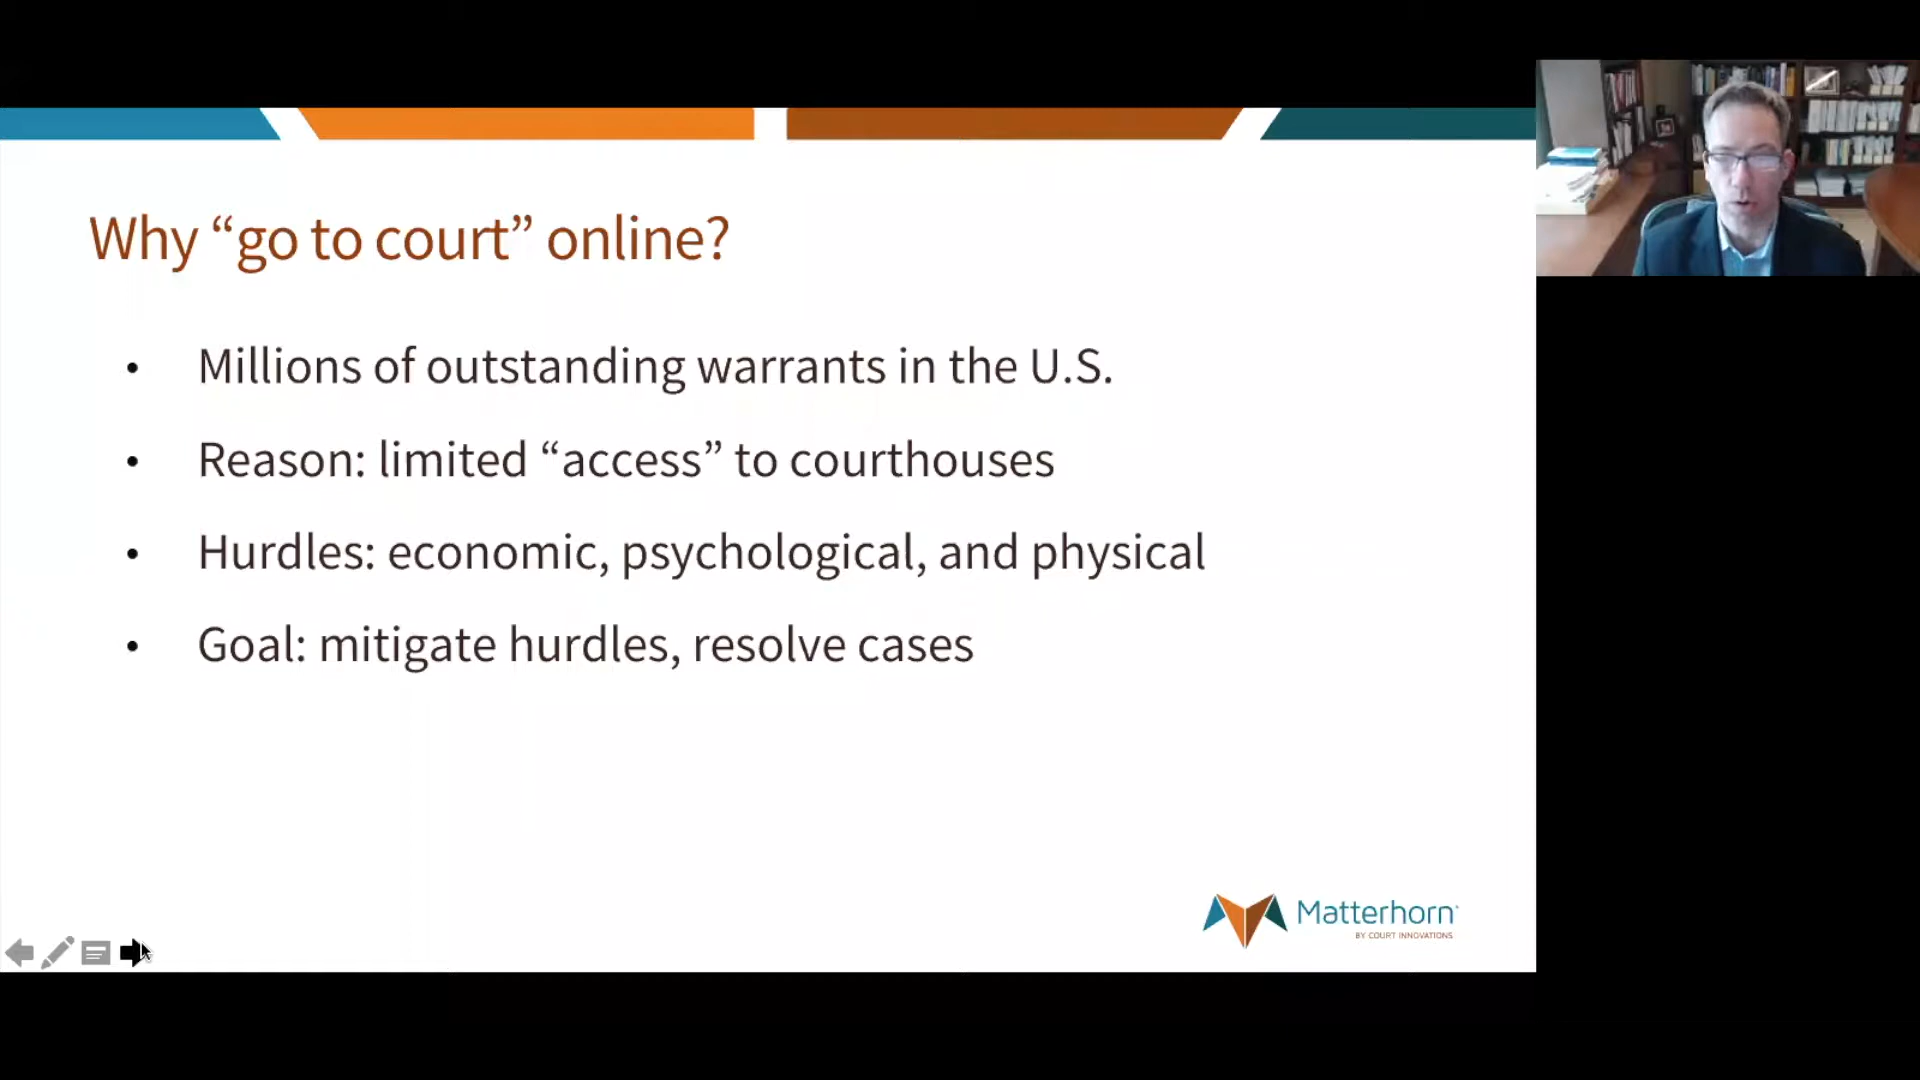 Why “go to court” online?
• Millions of outstanding warrants in the U.S.
• Reason: limited “access” to courthouses
• Hurdles: economic, psychological, and physical
• Goal: mitigate hurdles, resolve cases
Matterhorn
BY COURT INNOVATIONS